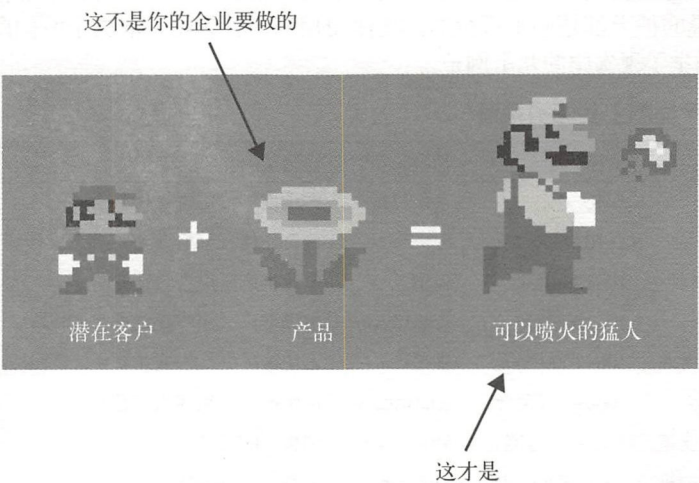 这不是你的企业要做的
+
=
潜在客户
产品
可以喷火的猛人
这才是